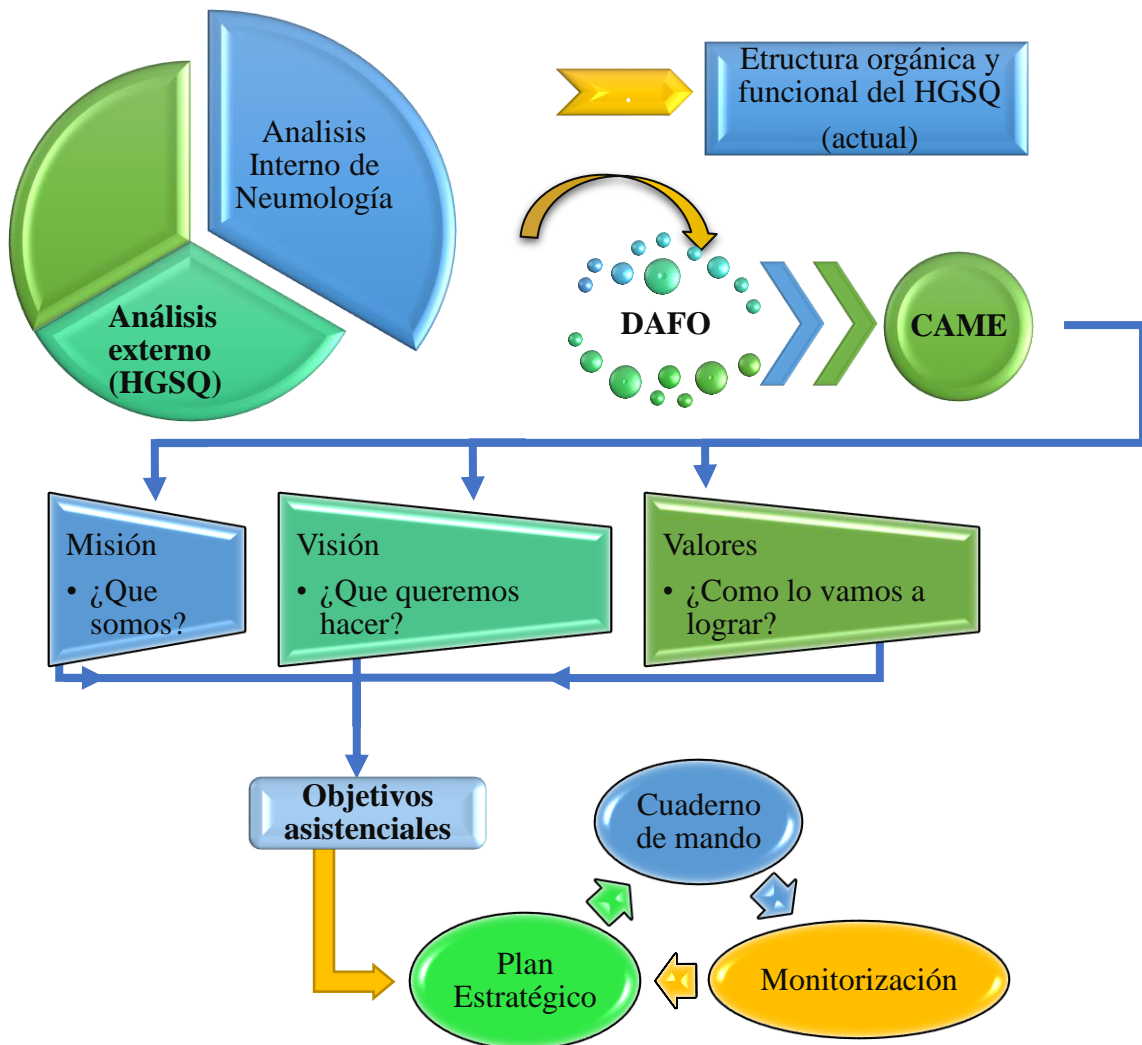 Etructura orgánica y
funcional del HGSQ
(actual)
Analisis
Interno de
Neumología
Análisis
externo
(HGSQ)
DAFO
CAME
Misión
• ¿Que
somos?
Visión
• ¿Que queremos
hacer?
Valores
• ¿Como lo vamos a
lograr?
Objetivos
asistenciales
Cuaderno
de mando
Plan
Estratégico
Monitorización